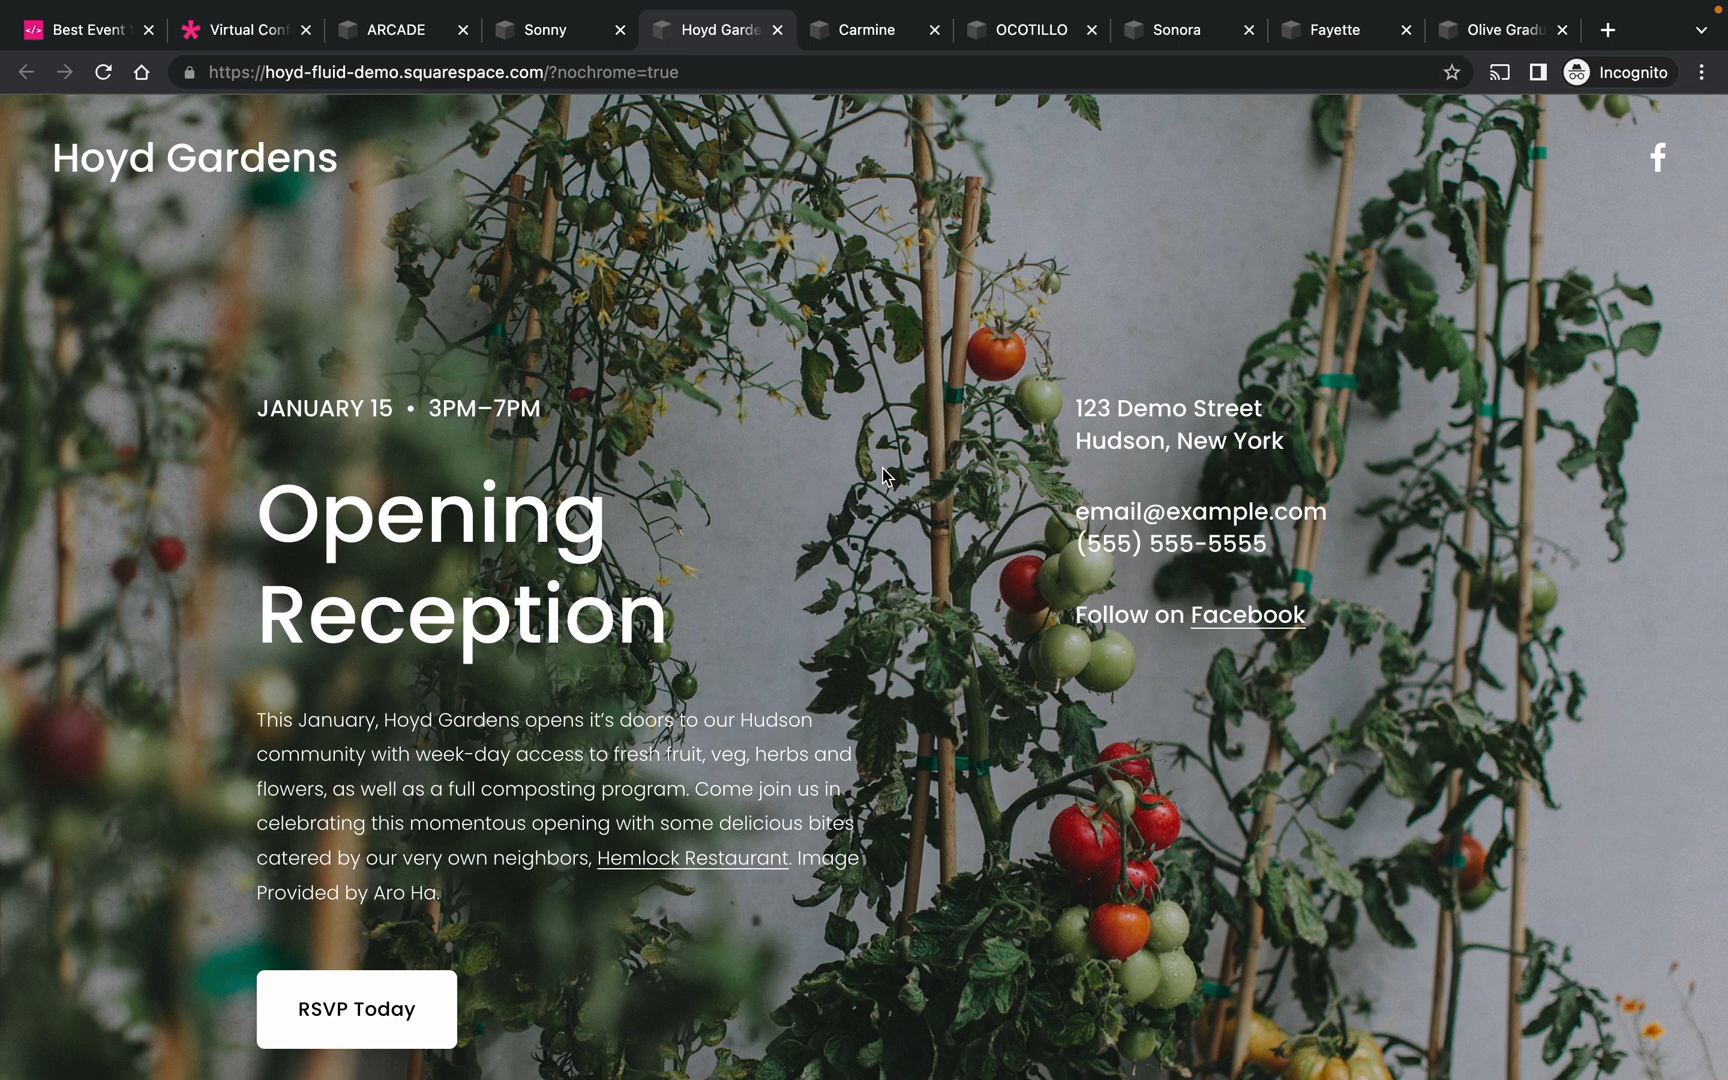 Best Event
Virtual Con
ARCADE
Sonny
Hoyd Garde
Carmine
OCOTILLO
Sonora
Fayette
Olive Gradu
https://hoyd-fluid-demo.squarespace.com/?nochrome=true
Incognito
Hoyd Gardens
JANUARY 15 • 3PM–7PM
Opening
Reception
This January, Hoyd Gardens opens it’s doors to our Hudson
community with week-day access to fresh fruit, veg, herbs and
flowers, as well as a full composting program. Come join us in
celebrating this momentous opening with some delicious bites
catered by our very own neighbors, Hemlock Restaurant. Image
Provided by Aro Ha.
RSVP Today
123 Demo Street
Hudson, New York
email@example.com
(555) 555-5555
Follow on Facebook